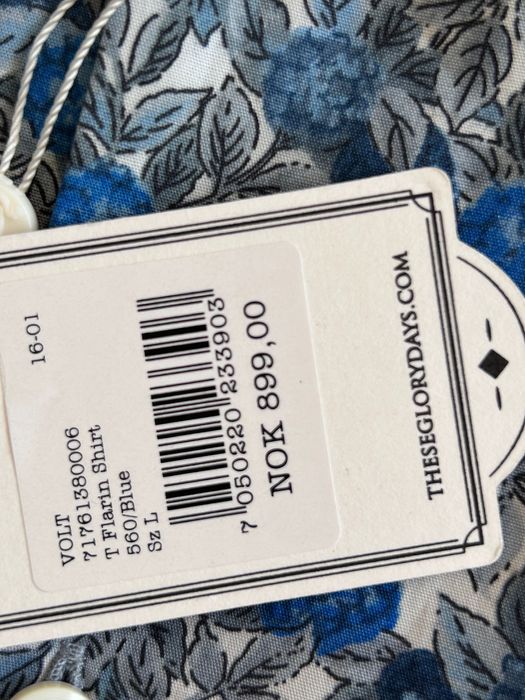 16-01
VOLT
71761380006
T Flarin Shirt
560/Blue
Sz L
7 050220 233903
NOK 899,00
THESEGLORYDAYS.COM